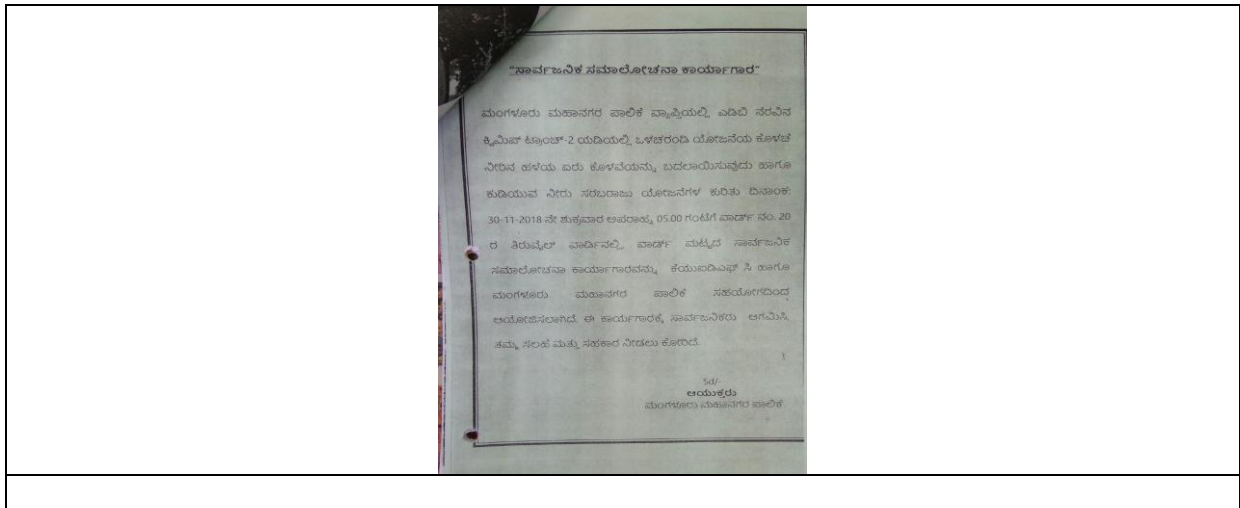 "ಸಾರ್ವಜನಿಕ ಸಮಾಲೋಚನಾ ಕಾರ್ಯಾಗಾರ"
ಮಂಗಳೂರು ಮಹಾನಗರ ಪಾಲಿಕೆ ವ್ಯಾಪ್ತಿಯಲ್ಲಿ ಎಡಿಬಿ ನೆರವಿನ
ಕ್ವಿಮಿಪ್ ಟ್ರಾಂಚ್-2 ಯಡಿಯಲ್ಲಿ ಒಳಚರಂಡಿ ಯೋಜನೆಯ ಕೊಳಚೆ
ನೀರಿನ ಹಳೆಯ ಏರು ಕೊಳವೆಯನ್ನು ಬದಲಾಯಿಸುವುದು ಹಾಗೂ
ಕುಡಿಯುವ ನೀರು ಸರಬರಾಜು ಯೋಜನೆಗಳ ಕುರಿತು ದಿನಾಂಕ:
30-11-2018 ನೇ ಶುಕ್ರವಾರ ಅಪರಾಹ್ನ 05.00 ಗಂಟೆಗೆ ವಾರ್ಡ್ ನಂ. 20
ರ ತಿರುವೈಲ್ ವಾರ್ಡಿನಲ್ಲಿ ವಾರ್ಡ್ ಮಟ್ಟದ ಸಾರ್ವಜನಿಕ
ಸಮಾಲೋಚನಾ ಕಾರ್ಯಾಗಾರವನ್ನು ಕೆಯುಐಡಿಎಫ್ ಸಿ ಹಾಗೂ
ಮಂಗಳೂರು ಮಹಾನಗರ ಪಾಲಿಕೆ ಸಹಯೋಗದಿಂದ
ಆಯೋಜಿಸಲಾಗಿದೆ. ಈ ಕಾರ್ಯಗಾರಕ್ಕೆ ಸಾರ್ವಜನಿಕರು ಆಗಮಿಸಿ
ತಮ್ಮ ಸಲಹೆ ಮತ್ತು ಸಹಕಾರ ನೀಡಲು ಕೋರಿದೆ.
Sd/-
ಆಯುಕ್ತರು
ಮಂಗಳೂರು ಮಹಾನಗರ ಪಾಲಿಕೆ